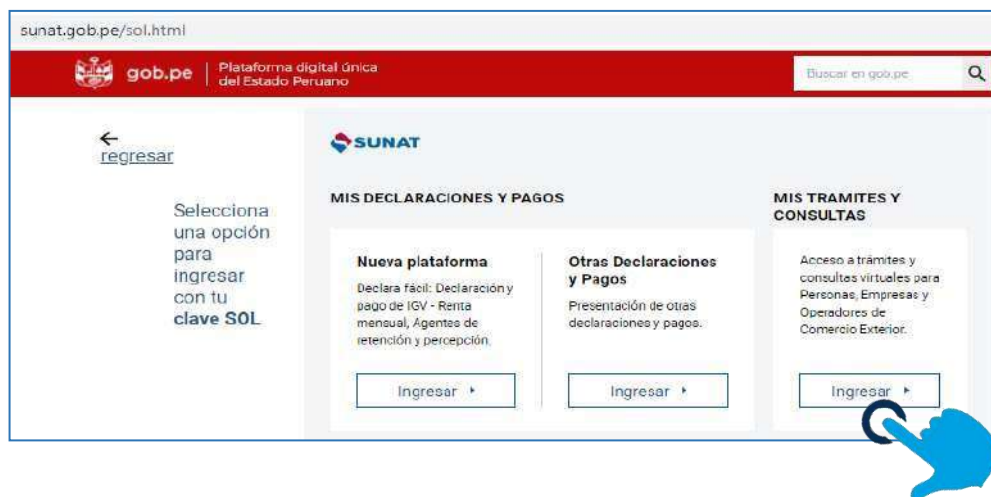 sunat.gob.pe/sol.html
gob.pe
Plataforma digital única
del Estado Peruano
Buscar en gob.pe
regresar
Selecciona
una opción
para
ingresar
con tu
clave SOL
SUNAT
MIS DECLARACIONES Y PAGOS
Nueva plataforma
Declara fácil: Declaración y
pago de IGV - Renta
mensual, Agentes de
retención y percepción.
Ingresar
Otras Declaraciones
y Pagos
Presentación de otras
declaraciones y pagos.
Ingresar
MIS TRAMITES Y
CONSULTAS
Acceso a trámites y
consultas virtuales para
Personas, Empresas y
Operadores de
Comercio Exterior.
Ingresar